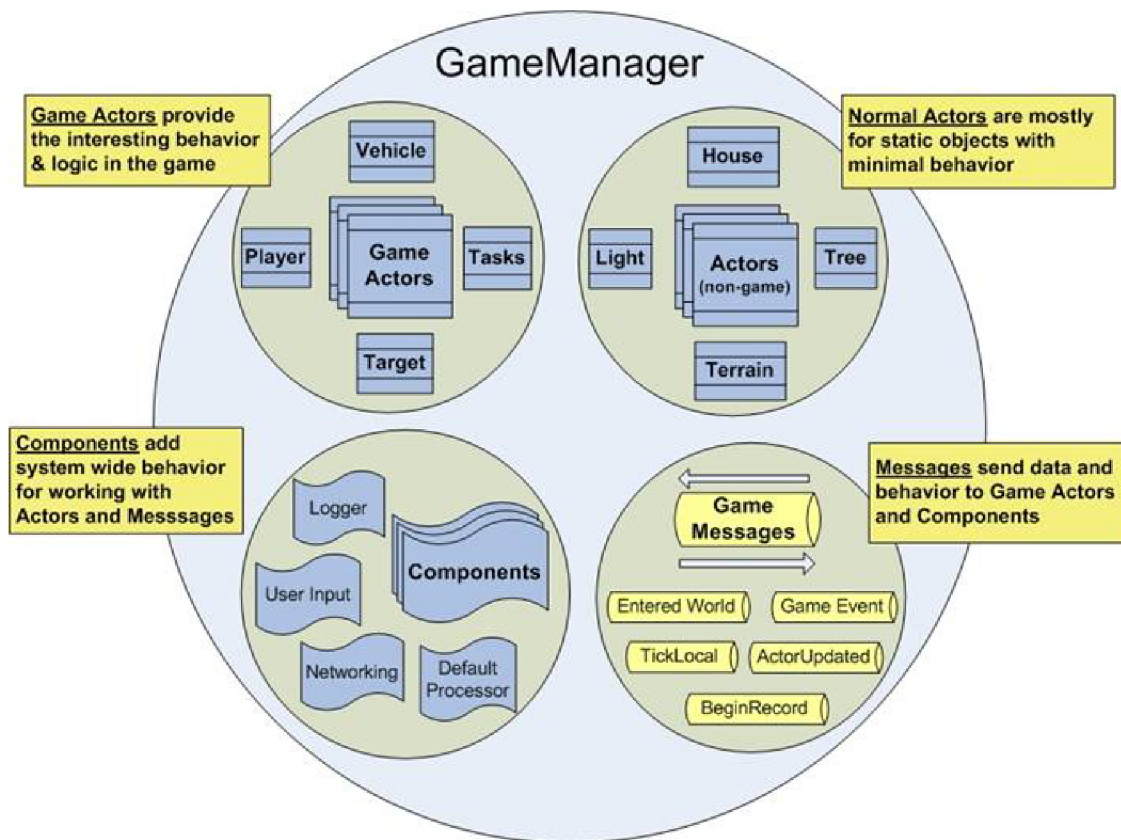 GameManager
Game Actors provide
the interesting behavior
& logic in the game
Normal Actors are mostly
for static objects with
minimal behavior
Vehicle
Player
Game
Actors
Tasks
Target
House
Light
Actors
(non-game)
Tree
Terrain
Components add
system wide behavior
for working with
Actors and Messsages
Messages send data and
behavior to Game Actors
and Components
Logger
Components
User Input
Networking
Default
Processor
Game
Messages
Entered World
Game Event
TickLocal
ActorUpdated
BeginRecord